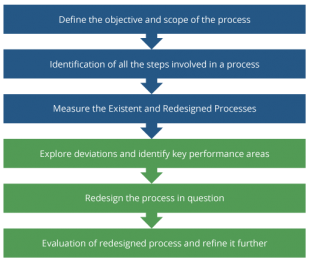 Define the objective and scope of the process
Identification of all the steps involved in a process
Measure the Existent and Redesigned Processes
Explore deviations and identify key performance areas
Redesign the process in question
Evaluation of redesigned process and refine it further